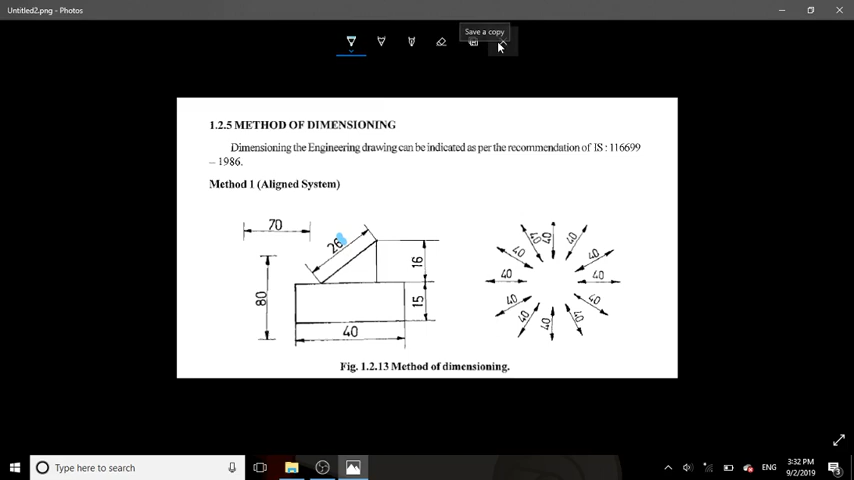 Untitled2.png - Photos
Save a copy
1.2.5 METHOD OF DIMENSIONING
Dimensioning the Engineering drawing can be indicated as per the recommendation of IS : 116699
– 1986.
Method 1 (Aligned System)
70
26
16
80
15
40
40
40
40
40
40
40
40
40
40
40
40
40
Fig. 1.2.13 Method of dimensioning.
Type here to search
ENG
3:32 PM
9/2/2019
3